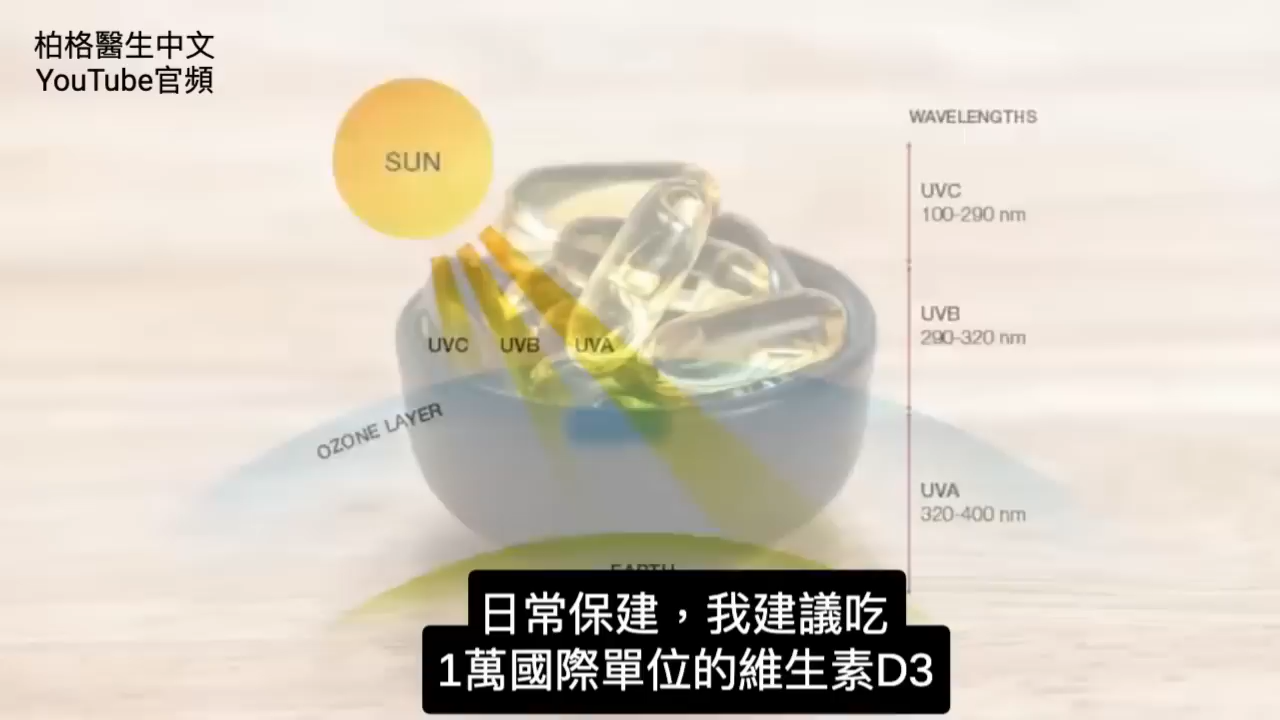 柏格醫生中文
YouTube官頻
SUN
WAVELENGTHS
UVC
100-290 nm
UVB
290-320 nm
UVA
320-400 nm
UVC UVB UVA
OZONE LAYER
EARTH
日常保建，我建議吃
1萬國際單位的維生素D3